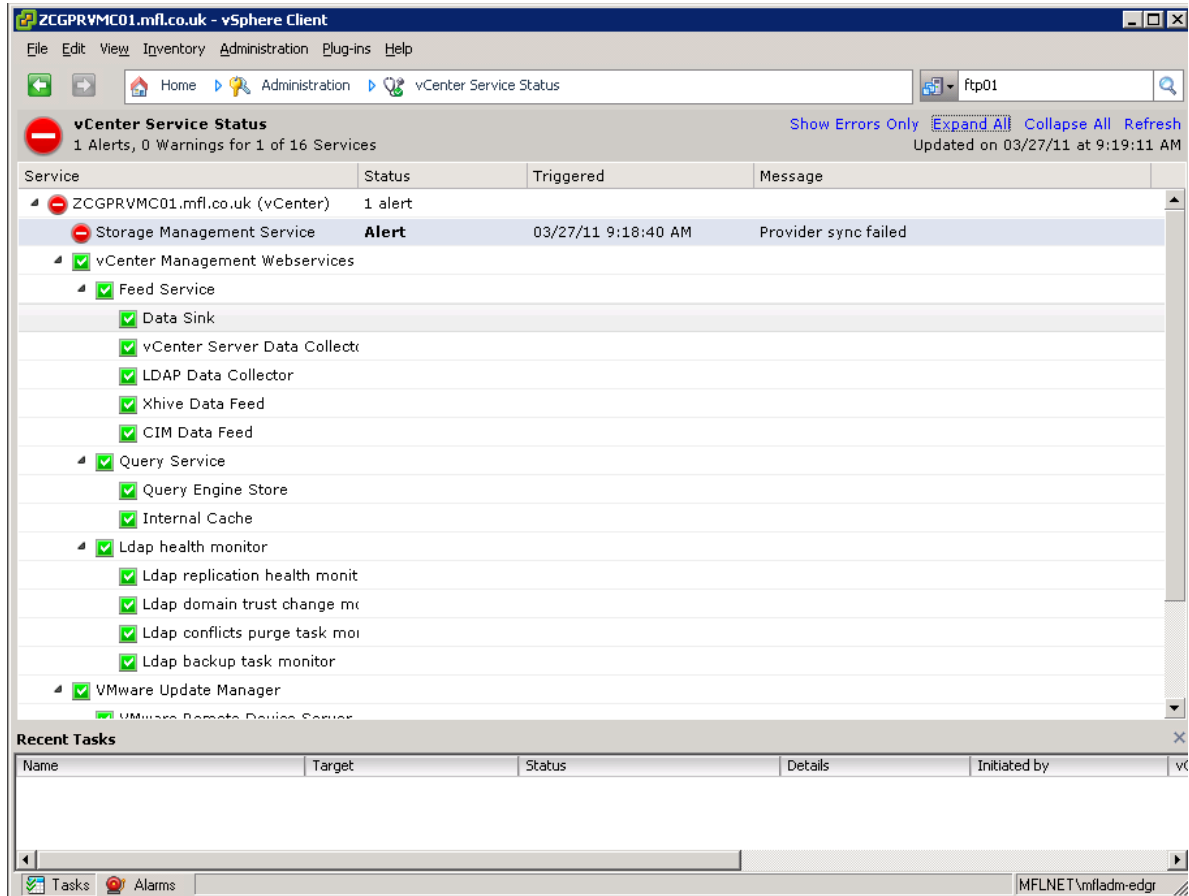 ZCGPRVMC01.mfl.co.uk - vSphere Client
File Edit View Inventory Administration Plug-ins Help
Home Administration vCenter Service Status ftp01
vCenter Service Status Show Errors Only Expand All Collapse All Refresh
1 Alerts, 0 Warnings for 1 of 16 Services Updated on 03/27/11 at 9:19:11 AM
Service Status Triggered Message
ZCGPRVMC01.mfl.co.uk (vCenter) 1 alert
Storage Management Service Alert 03/27/11 9:18:40 AM Provider sync failed
vCenter Management Webservices
Feed Service
Data Sink
vCenter Server Data Collecto
LDAP Data Collector
Xhive Data Feed
CIM Data Feed
Query Service
Query Engine Store
Internal Cache
Ldap health monitor
Ldap replication health monit
Ldap domain trust change mo
Ldap conflicts purge task mon
Ldap backup task monitor
VMware Update Manager
VMware Remote Device Server
Recent Tasks
Name Target Status Details Initiated by vC
Tasks Alarms MFLNET\mfladm-edgr